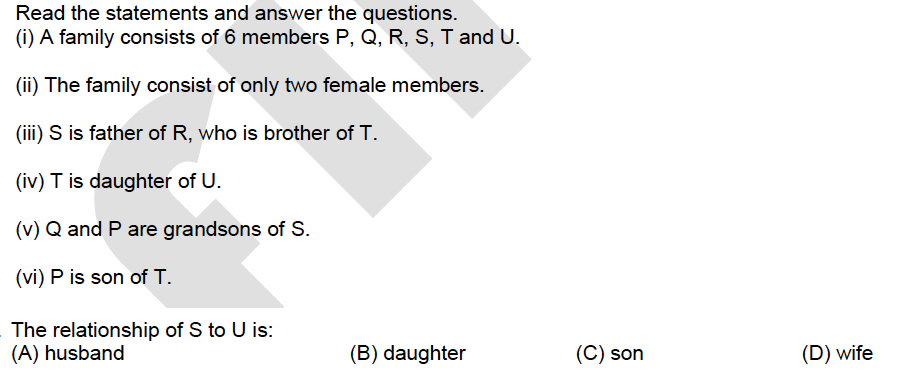 Read the statements and answer the questions.
(i) A family consists of 6 members P, Q, R, S, T and U.
(ii) The family consist of only two female members.
(iii) S is father of R, who is brother of T.
(iv) T is daughter of U.
(v) Q and P are grandsons of S.
(vi) P is son of T.
The relationship of S to U is:
(A) husband (B) daughter (C) son (D) wife